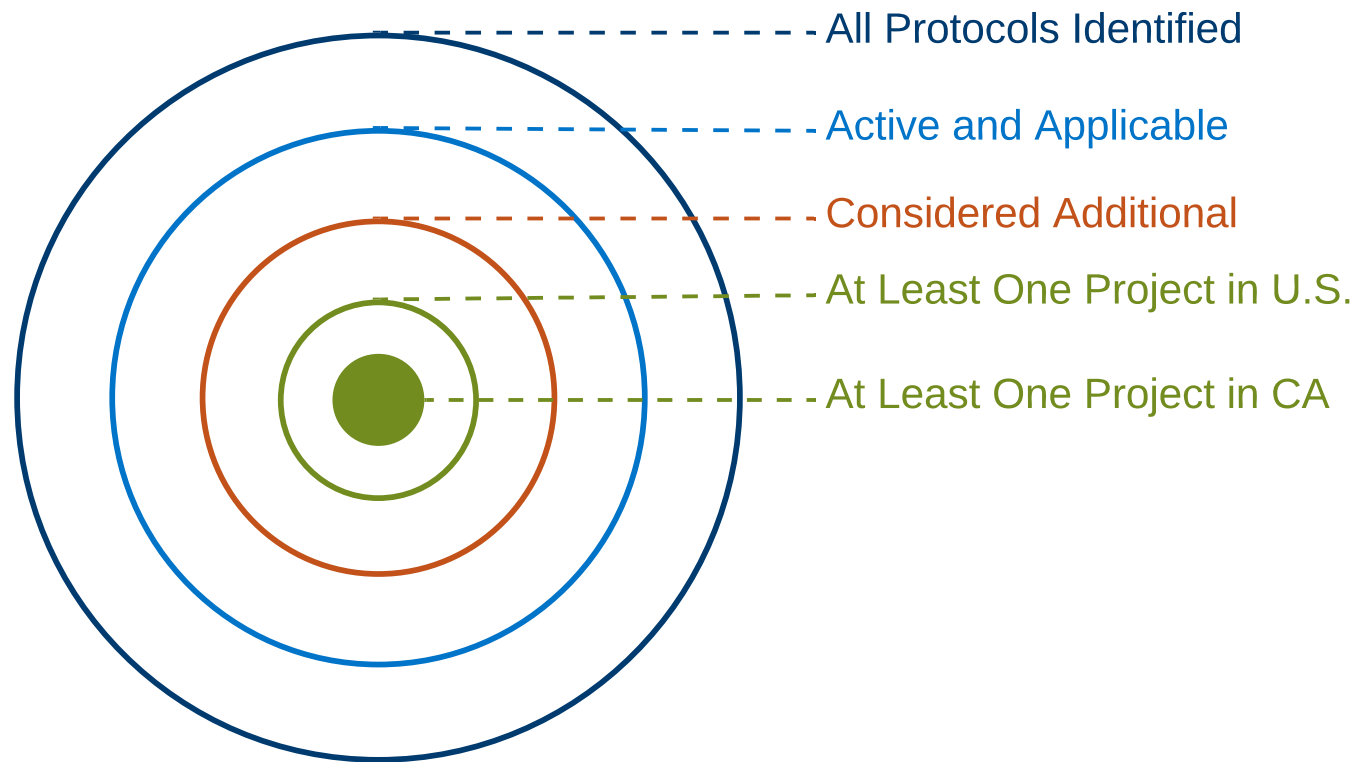 All Protocols Identified
Active and Applicable
Considered Additional
At Least One Project in U.S.
At Least One Project in CA